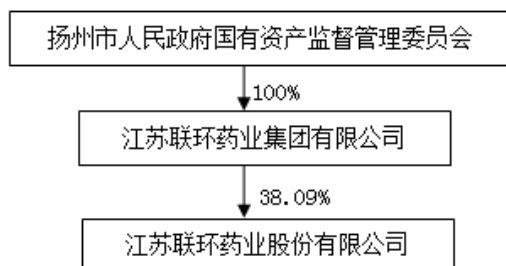 扬州市人民政府国有资产监督管理委员会
100%
江苏联环药业集团有限公司
38.09%
江苏联环药业股份有限公司